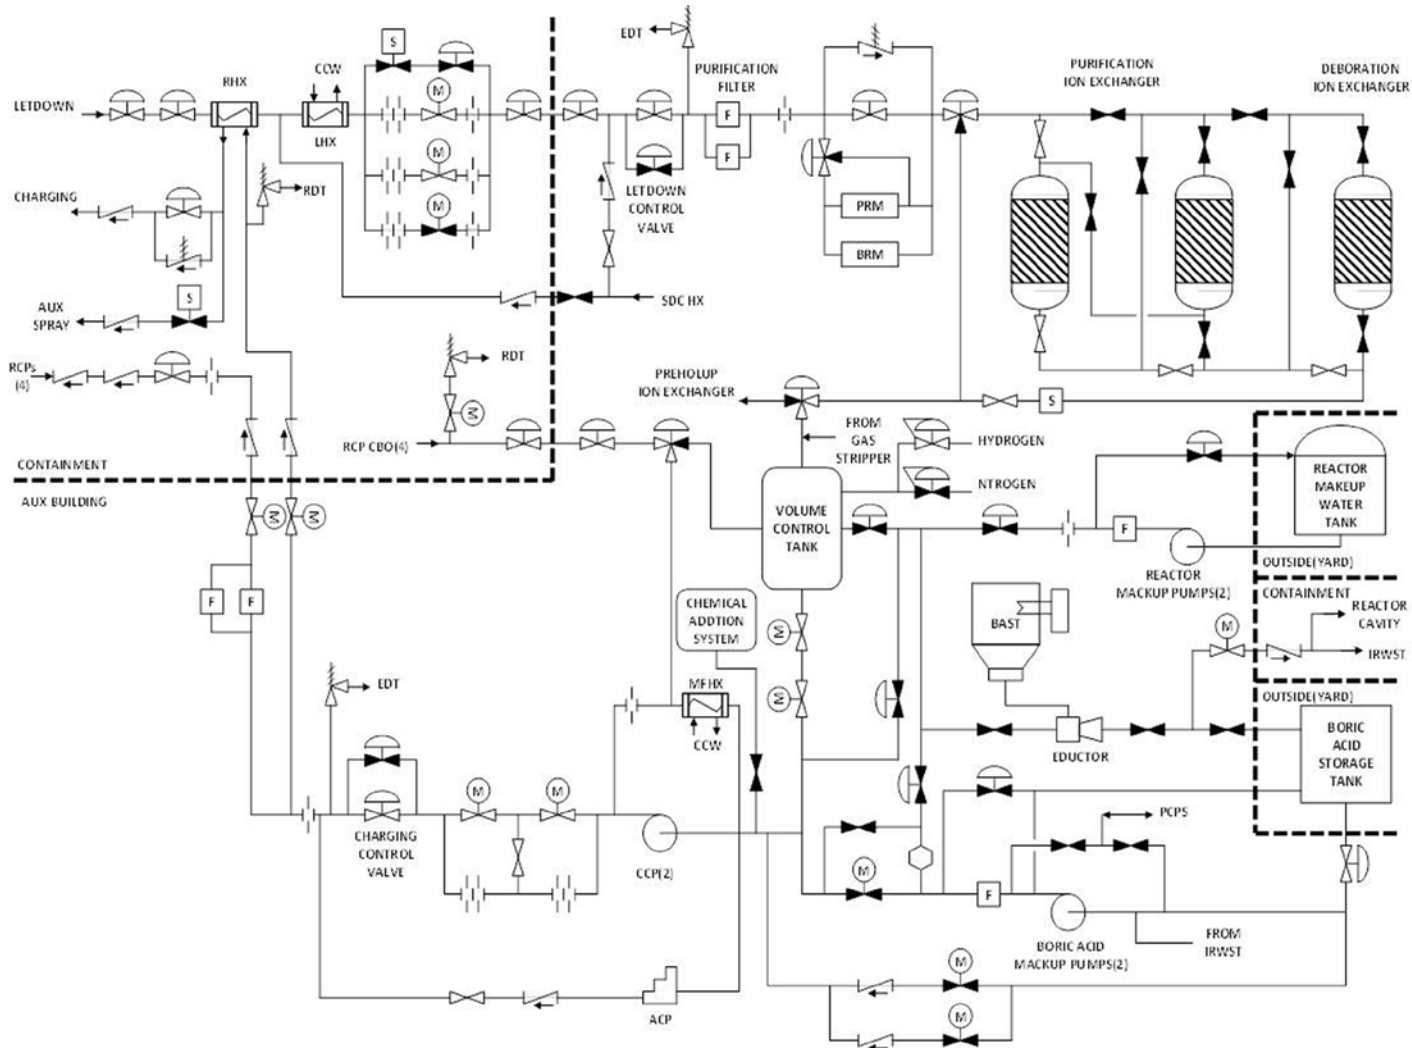 EDT
S
CCW
RHX
M
PURIFICATION
FILTER
PURIFICATION
ION EXCHANGER
DEBORATION
ION EXCHANGER
LETDOWN
F
LHX
F
M
RDT
CHARGING
LETDOWN
CONTROL
VALVE
M
PRM
BRM
S
SDC HX
AUX
SPRAY
RDT
RCPs
(4)
PREHOLUP
ION EXCHANGER
S
M
FROM
GAS
STRIPPER
HYDROGEN
RCP CBO(4)
CONTAINMENT
AUX BUILDING
NTROGEN
REACTOR
MAKEUP
WATER
TANK
VOLUME
CONTROL
TANK
M
M
F
OUTSIDE(YARD)
REACTOR
MACKUP PUMPS(2)
CONTAINMENT
F
F
CHEMICAL
ADDTION
SYSTEM
M
BAST
M
REACTOR
CAVITY
IRWST
EDT
MFHX
M
OUTSIDE(YARD)
CCW
EDUCTOR
BORIC
ACID
STORAGE
TANK
M
M
PCPS
CHARGING
CONTROL
VALVE
CCP(2)
M
F
BORIC ACID
MACKUP PUMPS(2)
FROM
IRWST
M
ACP
M